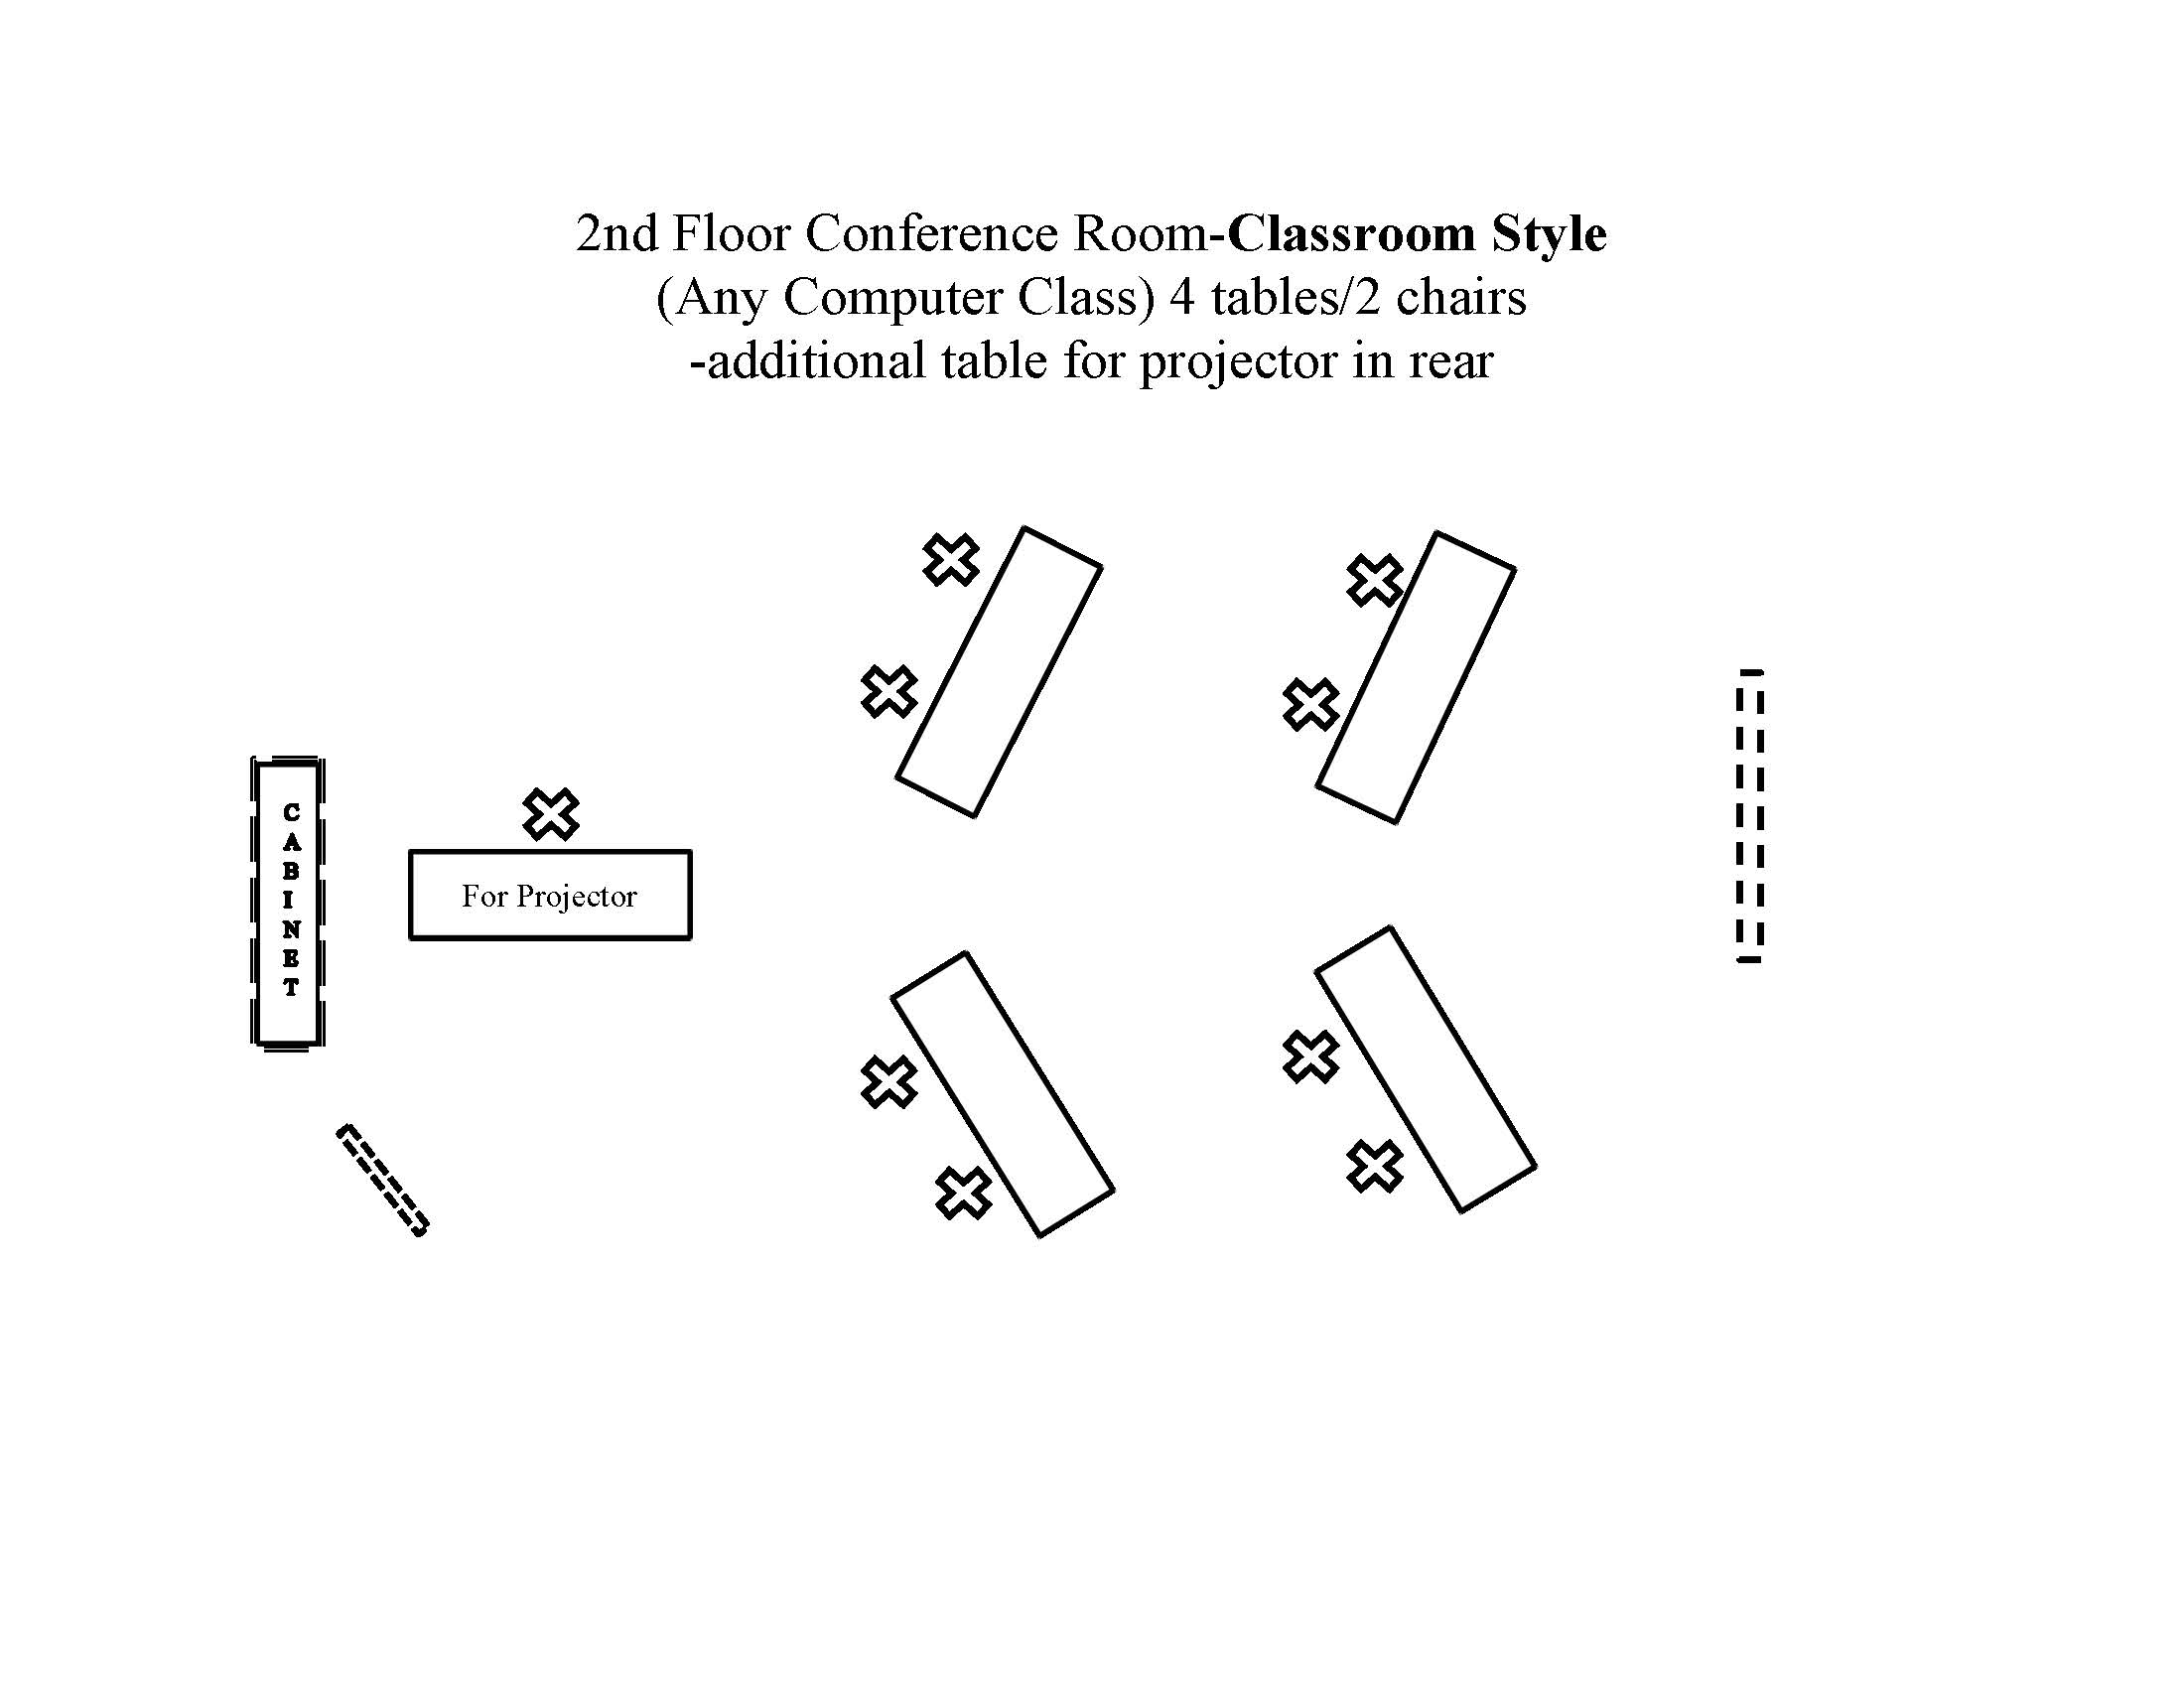 2nd Floor Conference Room-Classroom Style
(Any Computer Class) 4 tables/2 chairs
-additional table for projector in rear
CABINET
For Projector